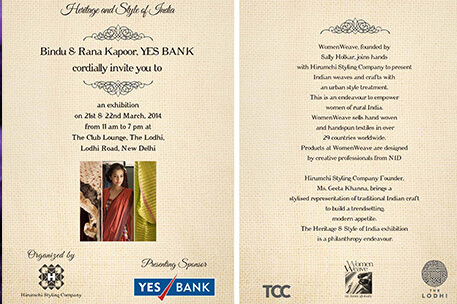 Heritage and Style of India
Bindu & Rana Kapoor, YES BANK
cordially invite you to
an exhibition
on 21st & 22nd March, 2014
from 11 am to 7 pm at
The Club Lounge, The Lodhi,
Lodhi Road, New Delhi
Organized by
H
Hirumchi Styling Company
Presenting Sponsor
YES BANK
WomenWeave, founded by
Sally Holkar, joins hands
with Hirumchi Styling Company to present
Indian weaves and crafts with
an urban style treatment.
This is an endeavour to empower
women of rural India.
WomenWeave sells hand woven
and handspun textiles in over
29 countries worldwide.
Products at WomenWeave are designed
by creative professionals from NID
Hirumchi Styling Company Founder,
Ms. Geeta Khanna, brings a
stylised representation of traditional Indian craft
to build a trendsetting,
modern appetite.
The Heritage & Style of India exhibition
is a philanthropy endeavour.
TCC
Women
Weave
THE
LODHI